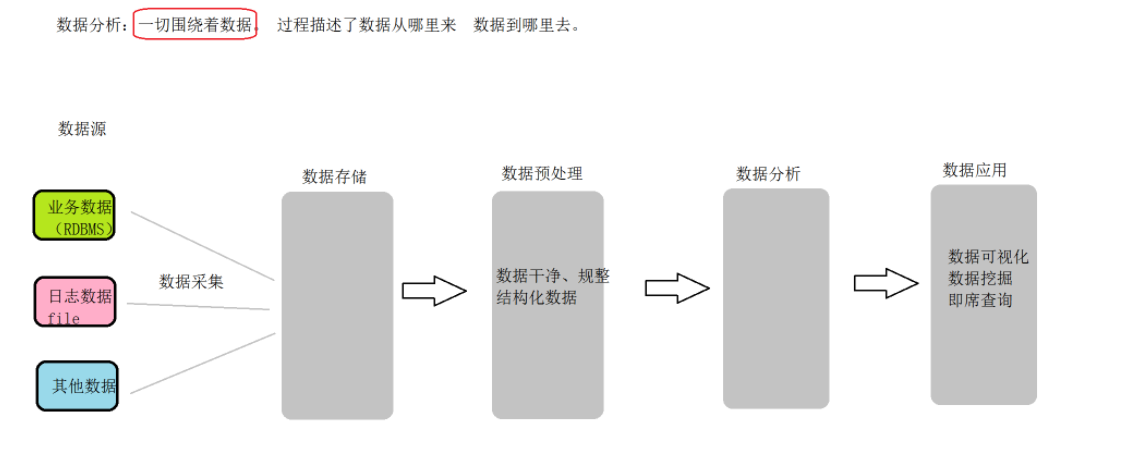 数据分析：一切围绕着数据。 过程描述了数据从哪里来 数据到哪里去。
数据源
数据存储
数据预处理
数据分析
数据应用
业务数据
（RDBMS）
日志数据
file
其他数据
数据采集
数据干净、规整
结构化数据
数据可视化
数据挖掘
即席查询